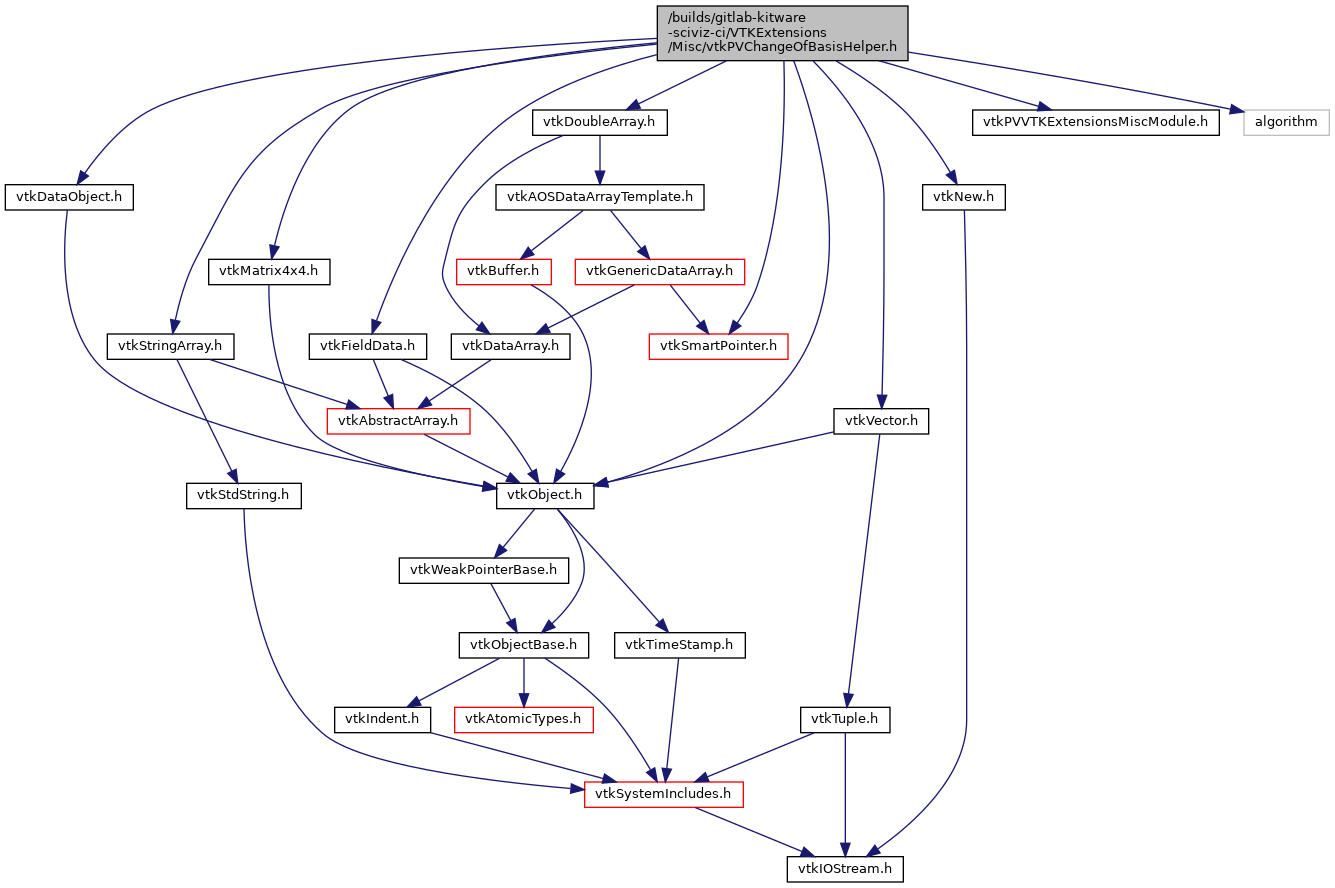 /builds/gitlab-kitware
-sciviz-ci/VTKExtensions
/Misc/vtkPVChangeOfBasisHelper.h
vtkDoubleArray.h
vtkPVVTKExtensionsMiscModule.h
algorithm
vtkDataObject.h
vtkAOSDataArrayTemplate.h
vtkNew.h
vtkMatrix4x4.h
vtkBuffer.h
vtkGenericDataArray.h
vtkStringArray.h
vtkFieldData.h
vtkDataArray.h
vtkSmartPointer.h
vtkAbstractArray.h
vtkVector.h
vtkStdString.h
vtkObject.h
vtkWeakPointerBase.h
vtkObjectBase.h
vtkTimeStamp.h
vtkIndent.h
vtkAtomicTypes.h
vtkTuple.h
vtkSystemIncludes.h
vtkIOStream.h